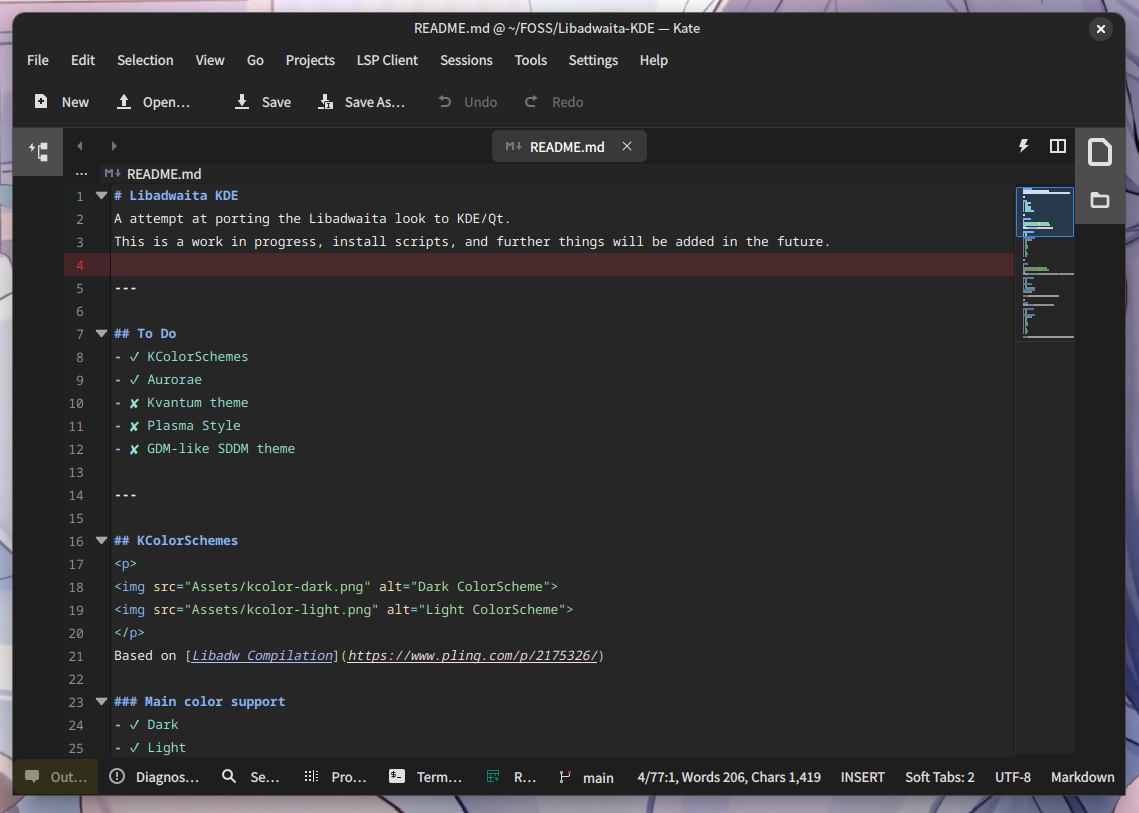 README.md @ ~/FOSS/Libadwaita-KDE — Kate
File Edit Selection View Go Projects LSP Client Sessions Tools Settings Help
New Open... Save Save As... Undo Redo
M↓ README.md
... M↓ README.md
1 # Libadwaita KDE
2 A attempt at porting the Libadwaita look to KDE/Qt.
3 This is a work in progress, install scripts, and further things will be added in the future.
4
5 ---
6
7 ## To Do
8 - ✓ KColorSchemes
9 - ✓ Aurorae
10 - ✘ Kvantum theme
11 - ✘ Plasma Style
12 - ✘ GDM-like SDDM theme
13
14 ---
15
16 ## KColorSchemes
17 <p>
18 <img src="Assets/kcolor-dark.png" alt="Dark ColorScheme">
19 <img src="Assets/kcolor-light.png" alt="Light ColorScheme">
20 </p>
21 Based on [Libadw Compilation](https://www.pling.com/p/2175326/)
22
23 ### Main color support
24 - ✓ Dark
25 - ✓ Light
Out... Diagnos... Se... Pro... Term... R... main 4/77:1, Words 206, Chars 1,419 INSERT Soft Tabs: 2 UTF-8 Markdown